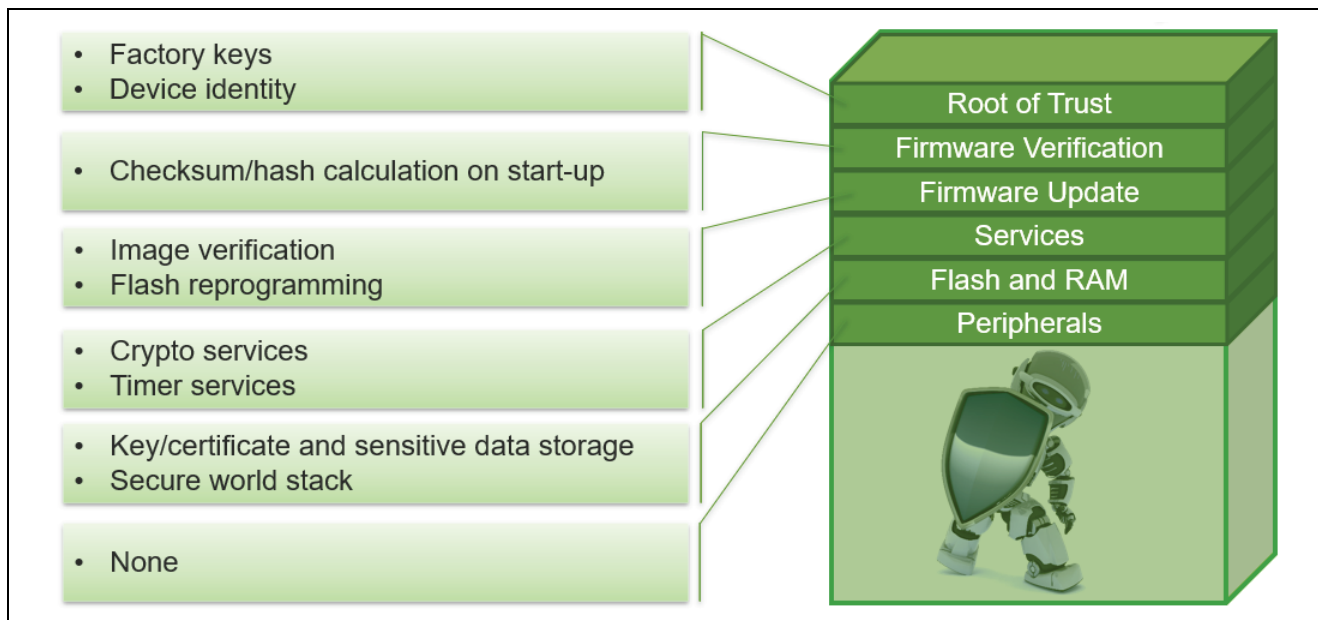 • Factory keys
• Device identity
• Checksum/hash calculation on start-up
• Image verification
• Flash reprogramming
• Crypto services
• Timer services
• Key/certificate and sensitive data storage
• Secure world stack
• None
Root of Trust
Firmware Verification
Firmware Update
Services
Flash and RAM
Peripherals